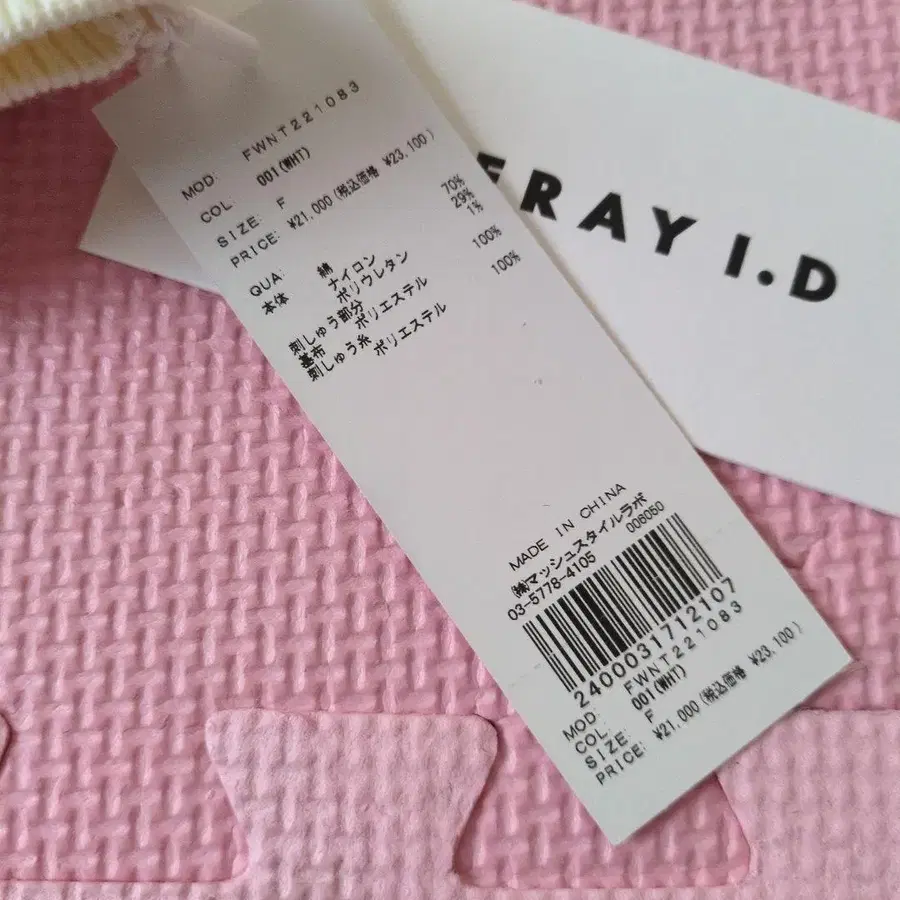 MOD: FWNT221083
COL: 001(WHT)
SIZE: F
PRICE: ¥21,000(税込価格 ¥23,100)
QUA: 綿 70%
本体 ナイロン 29%
ポリウレタン 1%
刺しゅう部分
基布 ポリエステル 100%
刺しゅう糸 ポリエステル 100%
MADE IN CHINA
㈱マッシュスタイルラボ
03-5778-4105 008050
2400031712107
MOD: FWNT221083
COL: 001(WHT)
SIZE: F
PRICE: ¥21,000(税込価格 ¥23,100)
FRAY I.D